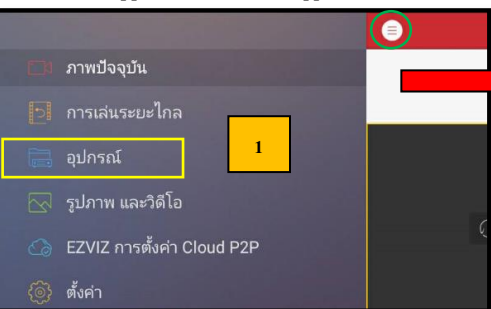 ภาพปัจจุบัน
การเล่นระยะไกล
อุปกรณ์
1
รูปภาพ และวิดีโอ
EZVIZ การตั้งค่า Cloud P2P
ตั้งค่า